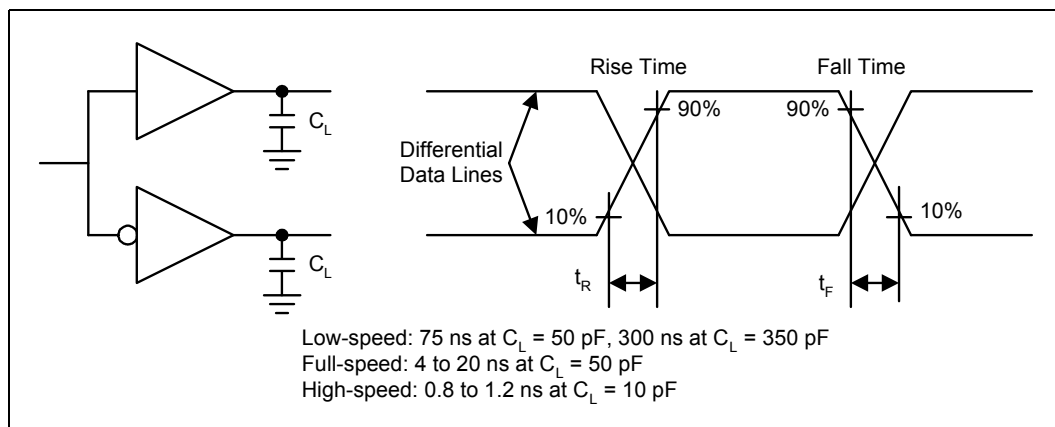 Rise Time
Fall Time
C_L
90%
90%
Differential
Data Lines
10%
10%
C_L
t_R
t_F
Low-speed: 75 ns at C_L = 50 pF, 300 ns at C_L = 350 pF
Full-speed: 4 to 20 ns at C_L = 50 pF
High-speed: 0.8 to 1.2 ns at C_L = 10 pF